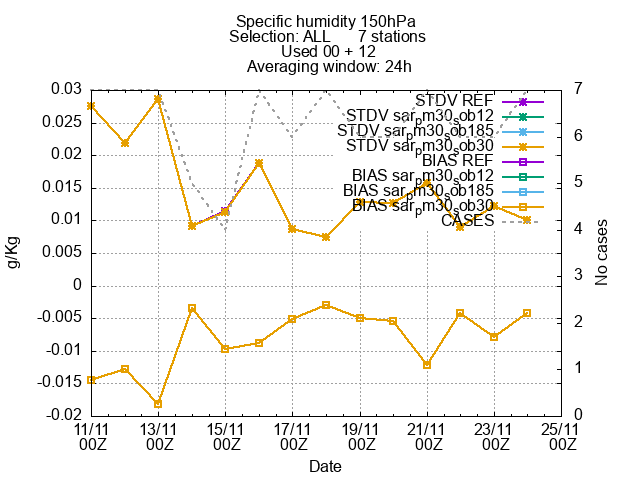 Specific humidity 150hPa
Selection: ALL 7 stations
Used 00 + 12
Averaging window: 24h
STDV REF
STDV sar_pm30_sob12
STDV sar_pm30_sob185
STDV sar_pm30_sob30
BIAS REF
BIAS sar_pm30_sob12
BIAS sar_pm30_sob185
BIAS sar_pm30_sob30
CASES
0.03
0.025
0.02
0.015
0.01
0.005
0
-0.005
-0.01
-0.015
-0.02
g/Kg
7
6
5
4
3
2
1
0
No cases
11/11 13/11 15/11 17/11 19/11 21/11 23/11 25/11
00Z 00Z 00Z 00Z 00Z 00Z 00Z 00Z
Date